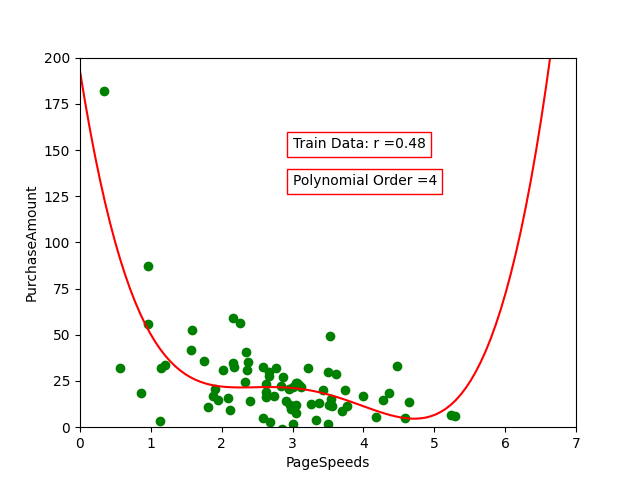 200
175
150
125
100
75
50
25
0
PurchaseAmount
Train Data: r =0.48
Polynomial Order =4
0 1 2 3 4 5 6 7
PageSpeeds